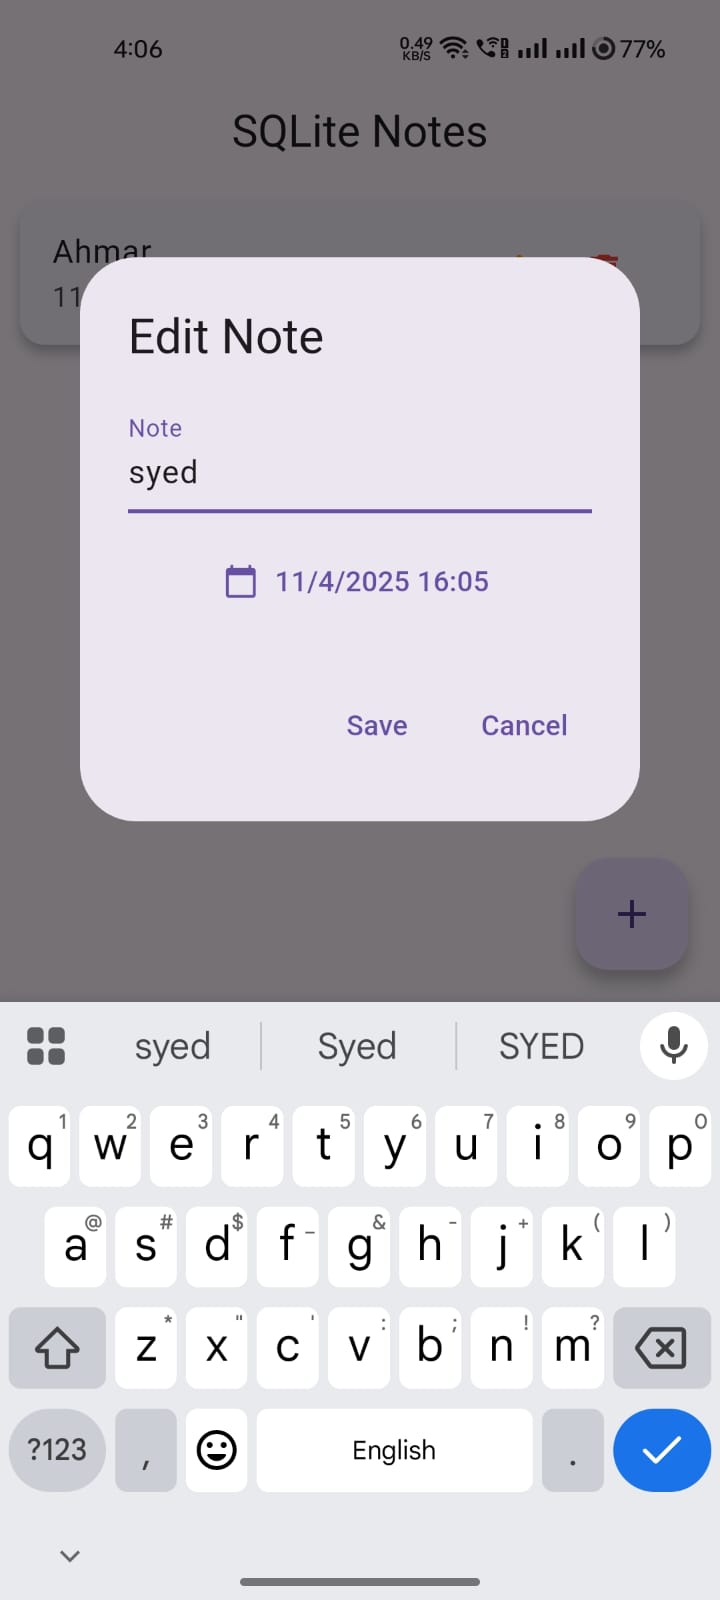 4:06 0.49 KB/S 77%
SQLite Notes
Ahmar
11
Edit Note
Note
syed
11/4/2025 16:05
Save Cancel
+
syed Syed SYED
q 1 w 2 e 3 r 4 t 5 y 6 u 7 i 8 o 9 p 0
a @ s # d $ f _ g & h - j + k ( l )
z * x " c ' v : b ; n ! m ?
?123 , English .